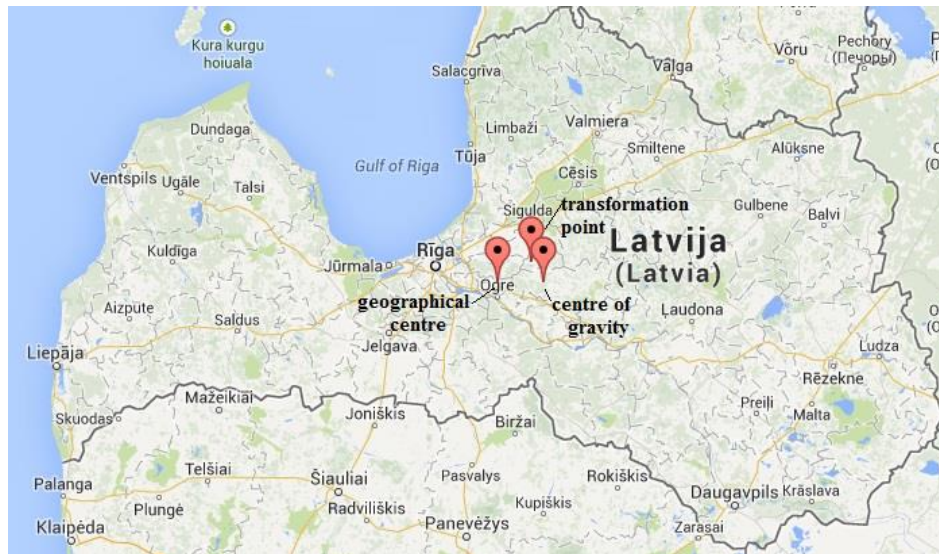 Kura kurgu
hoiuala
Võru
Pechory
(Печоры)
Salacgrīva
Valga
Dundaga
Limbaži
Valmiera
Gulf of Riga
Tūja
Smiltene
Alūksne
Ventspils
Ugāle
Talsi
Cēsis
transformation
point
Sigulda
Gulbene
Balvi
Kuldīga
Rīga
Latvija
(Latvia)
Jūrmala
Ogre
geographical
centre
centre of
gravity
Aizpute
Saldus
Ļaudona
Jelgava
Liepāja
Ludza
Rēzekne
Mažeikiai
Joniškis
Biržai
Preiļi
Malta
Skuodas
Palanga
Telšiai
Plungė
Šiauliai
Radviliškis
Pasvalys
Rokiškis
Kupiškis
Daugavpils
Krāslava
Klaipėda
Panevėžys
Zarasai